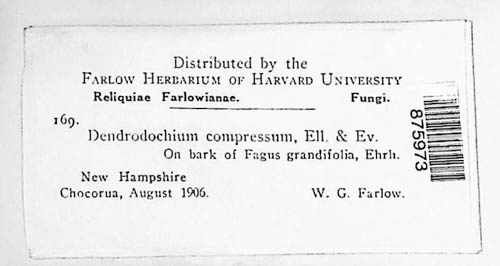 Distributed by the
FARLOW HERBARIUM OF HARVARD UNIVERSITY
Reliquiae Farlowianae. Fungi.
169.
Dendrodochium compressum, Ell. & Ev.
On bark of Fagus grandifolia, Ehrh.
New Hampshire
Chocorua, August 1906. W. G. Farlow.
875973